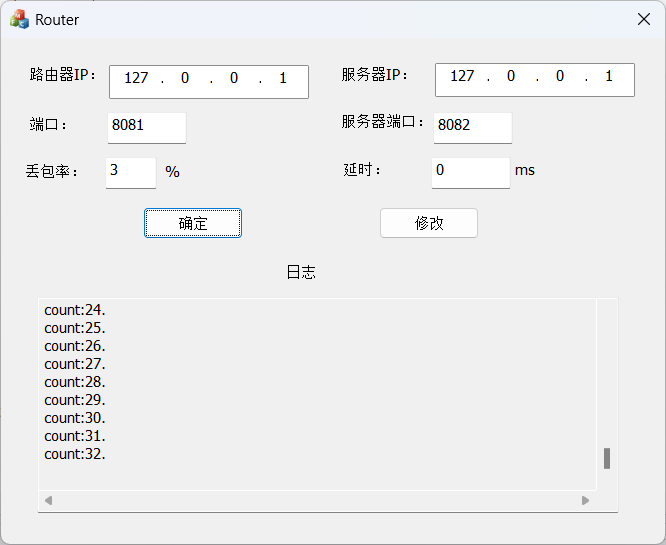 Router
路由器IP： 127 . 0 . 0 . 1 服务器IP： 127 . 0 . 0 . 1
端口： 8081 服务器端口： 8082
丢包率： 3 % 延时： 0 ms
确定 修改
日志
count:24.
count:25.
count:26.
count:27.
count:28.
count:29.
count:30.
count:31.
count:32.